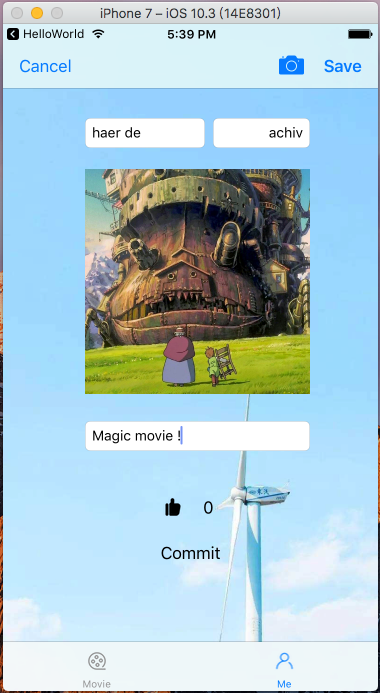 iPhone 7 – iOS 10.3 (14E8301)
HelloWorld 5:39 PM
Cancel Save
haer de achiv
Magic movie !
0
Commit
Movie Me